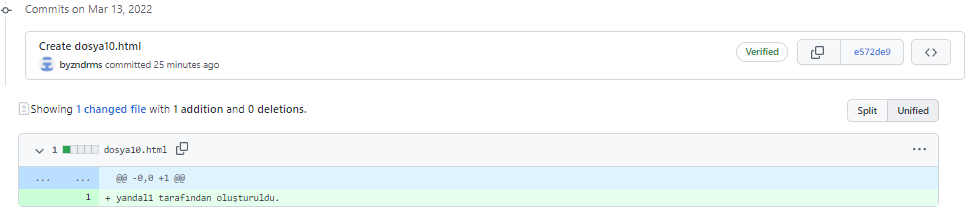 Commits on Mar 13, 2022
Create dosya10.html
byzndrms committed 25 minutes ago
Verified
e572de9
Showing 1 changed file with 1 addition and 0 deletions.
Split Unified
1 dosya10.html
... ... @@ -0,0 +1 @@
1 + yandalı tarafından oluşturuldu.